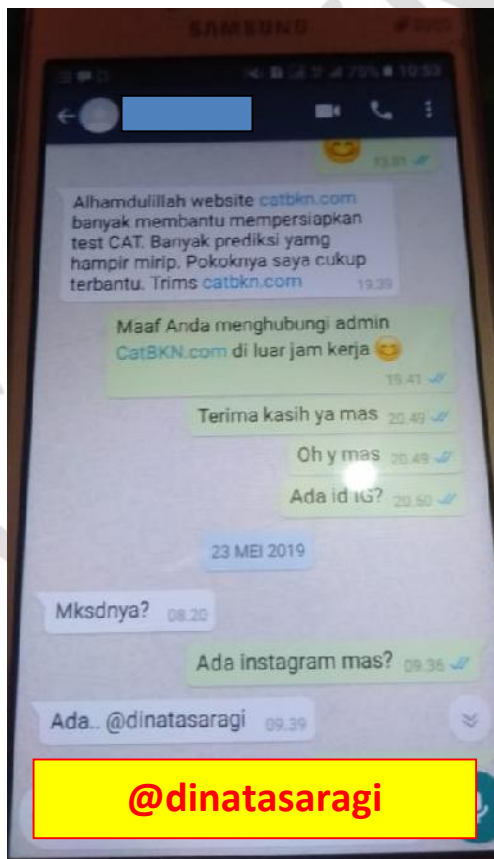 SAMSUNG
75% 10:53
Alhamdulillah website catbkn.com
banyak membantu mempersiapkan
test CAT. Banyak prediksi yamg
hampir mirip. Pokoknya saya cukup
terbantu. Trims catbkn.com 19.39
Maaf Anda menghubungi admin
CatBKN.com di luar jam kerja 😊
19.41
Terima kasih ya mas 20.49
Oh y mas 20.49
Ada id IG? 20.50
23 MEI 2019
Mksdnya? 08.20
Ada instagram mas? 09.36
Ada.. @dinatasaragi 09.39
@dinatasaragi